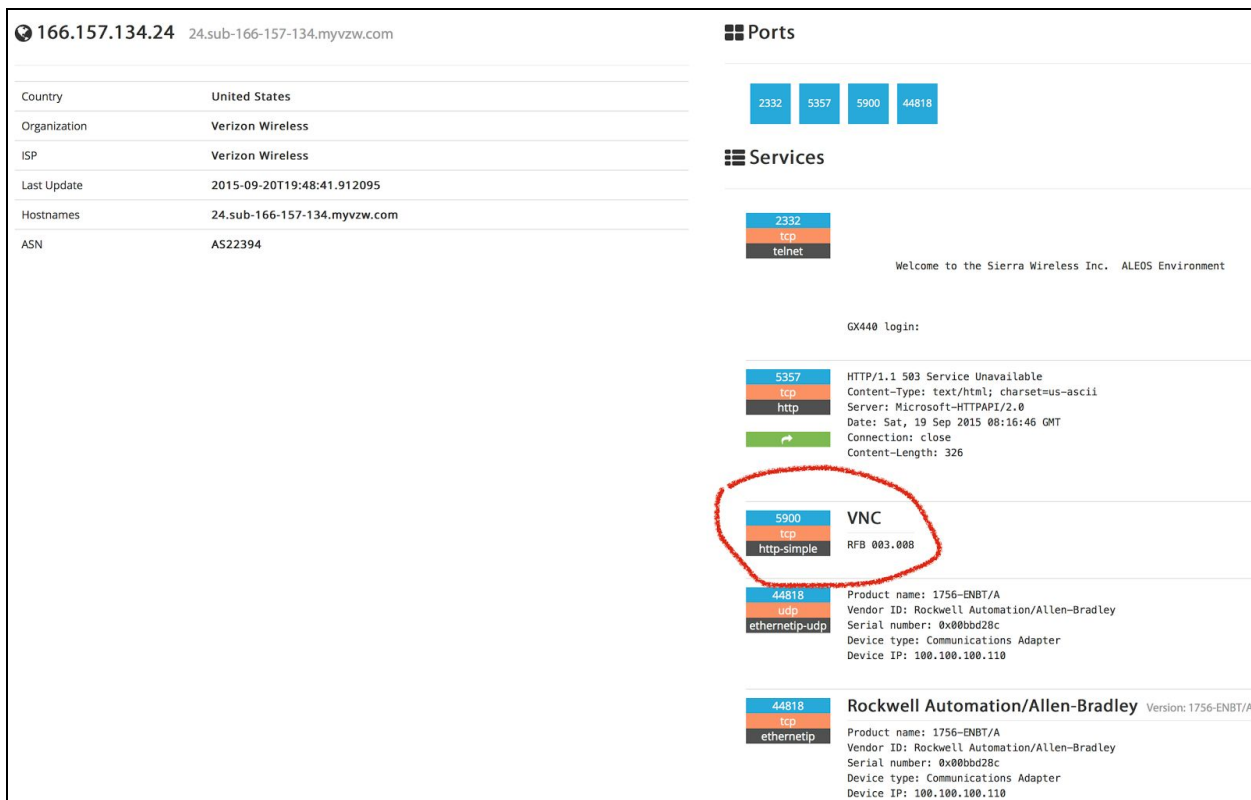 166.157.134.24 24.sub-166-157-134.myvzw.com
Country United States
Organization Verizon Wireless
ISP Verizon Wireless
Last Update 2015-09-20T19:48:41.912095
Hostnames 24.sub-166-157-134.myvzw.com
ASN AS22394
Ports
2332 5357 5900 44818
Services
2332
tcp
telnet
Welcome to the Sierra Wireless Inc. ALEOS Environment
GX440 login:
5357
tcp
http
HTTP/1.1 503 Service Unavailable
Content-Type: text/html; charset=us-ascii
Server: Microsoft-HTTPAPI/2.0
Date: Sat, 19 Sep 2015 08:16:46 GMT
Connection: close
Content-Length: 326
5900
tcp
http-simple
VNC
RFB 003.008
44818
udp
ethernetip-udp
Product name: 1756-ENBT/A
Vendor ID: Rockwell Automation/Allen-Bradley
Serial number: 0x00bbd28c
Device type: Communications Adapter
Device IP: 100.100.100.110
44818
tcp
ethernetip
Rockwell Automation/Allen-Bradley Version: 1756-ENBT/A
Product name: 1756-ENBT/A
Vendor ID: Rockwell Automation/Allen-Bradley
Serial number: 0x00bbd28c
Device type: Communications Adapter
Device IP: 100.100.100.110